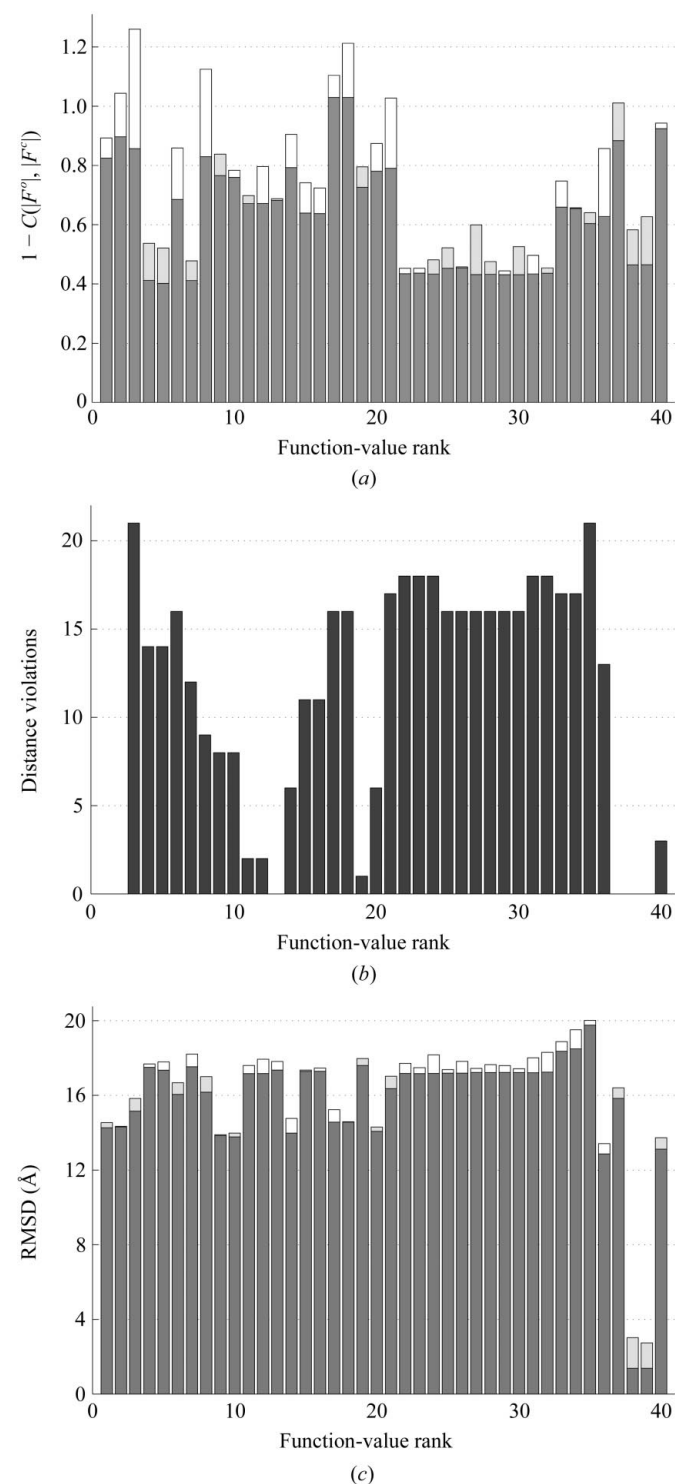 1 − C(|Fᵒ|, |Fᶜ|)
1.2
1.0
0.8
0.6
0.4
0.2
0
0 10 20 30 40
Function-value rank
(a)
Distance violations
20
15
10
5
0
0 10 20 30 40
Function-value rank
(b)
RMSD (Å)
20
16
12
8
4
0
0 10 20 30 40
Function-value rank
(c)